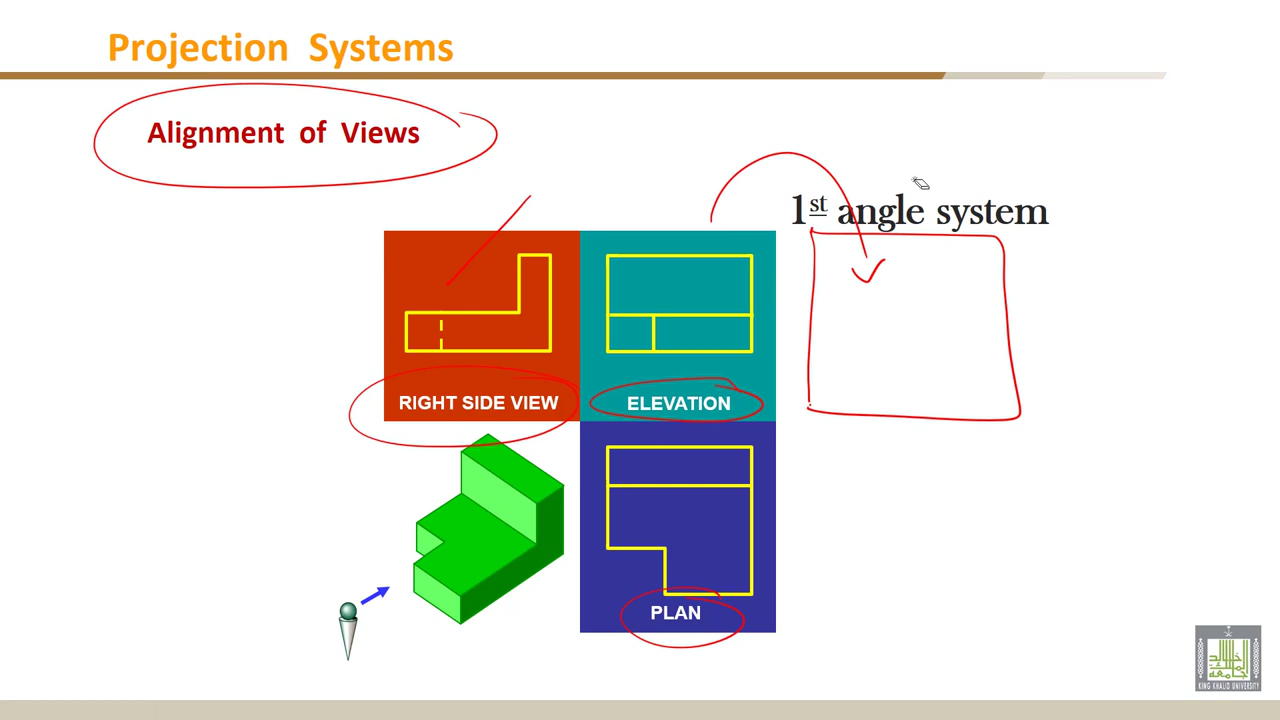 Projection Systems
Alignment of Views
1st angle system
RIGHT SIDE VIEW
ELEVATION
PLAN
KING KHALID UNIVERSITY